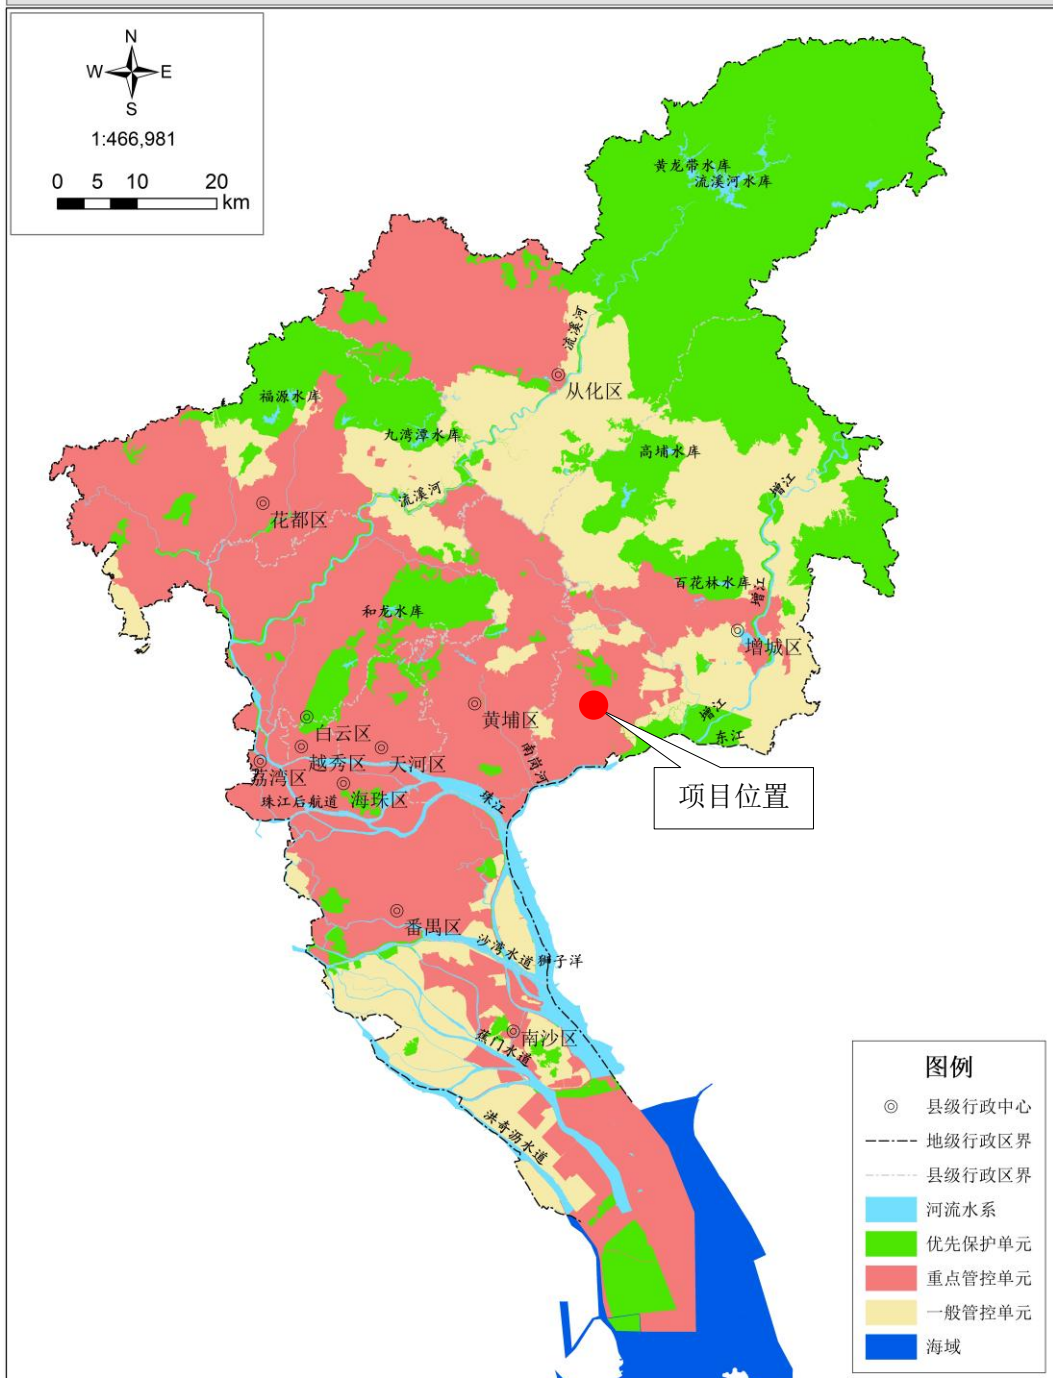 N
W E
S
1:466,981
0 5 10 20
km
黄龙带水库
流溪河水库
流溪河
从化区
福源水库
九湾潭水库
高埔水库
流溪河
增江
花都区
百花林水库
和龙水库
增江
增城区
黄埔区
增江
白云区
东江
越秀区
天河区
南岗河
荔湾区
海珠区
珠江后航道
珠江
项目位置
番禺区
沙湾水道
狮子洋
南沙区
蕉门水道
洪奇沥水道
图例
县级行政中心
地级行政区界
县级行政区界
河流水系
优先保护单元
重点管控单元
一般管控单元
海域